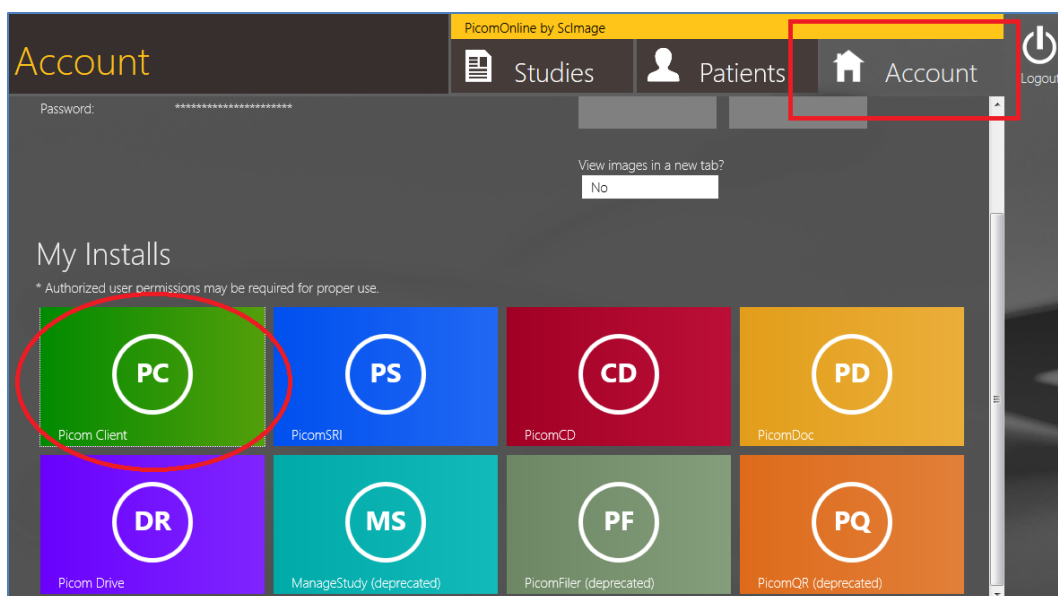 PicomOnline by ScImage
Account
Studies
Patients
Account
Logout
Password: **********************
View images in a new tab?
No
My Installs
* Authorized user permissions may be required for proper use.
PC
PS
CD
PD
Picom Client
PicomSRI
PicomCD
PicomDoc
DR
MS
PF
PQ
Picom Drive
ManageStudy (deprecated)
PicomFiler (deprecated)
PicomQR (deprecated)